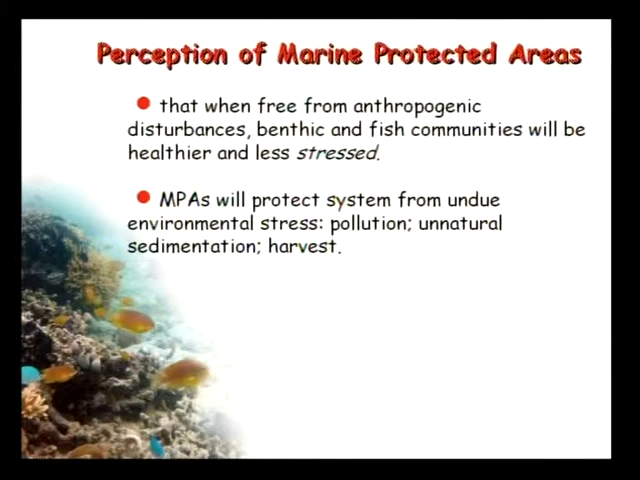 Perception of Marine Protected Areas
● that when free from anthropogenic
disturbances, benthic and fish communities will be
healthier and less stressed.
● MPAs will protect system from undue
environmental stress: pollution; unnatural
sedimentation; harvest.